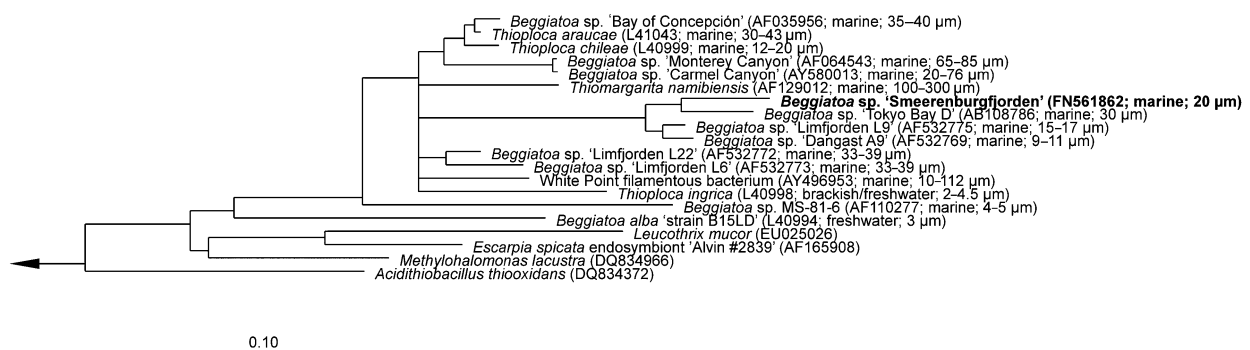 Beggiatoa sp. ‘Bay of Concepción’ (AF035956; marine; 35–40 µm)
Thioploca araucae (L41043; marine; 30–43 µm)
Thioploca chileae (L40999; marine; 12–20 µm)
Beggiatoa sp. ’Monterey Canyon’ (AF064543; marine; 65–85 µm)
Beggiatoa sp. ’Carmel Canyon’ (AY580013; marine; 20–76 µm)
Thiomargarita namibiensis (AF129012; marine; 100–300 µm)
Beggiatoa sp. ‘Smeerenburgfjorden’ (FN561862; marine; 20 µm)
Beggiatoa sp. ‘Tokyo Bay D’ (AB108786; marine; 30 µm)
Beggiatoa sp. ‘Limfjorden L9’ (AF532775; marine; 15–17 µm)
Beggiatoa sp. ‘Dangast A9’ (AF532769; marine; 9–11 µm)
Beggiatoa sp. ‘Limfjorden L22’ (AF532772; marine; 33–39 µm)
Beggiatoa sp. ‘Limfjorden L6’ (AF532773; marine; 33-39 µm)
White Point filamentous bacterium (AY496953; marine; 10-112 µm)
Thioploca ingrica (L40998; brackish/freshwater; 2–4.5 µm)
Beggiatoa sp. MS-81-6 (AF110277; marine; 4–5 µm)
Beggiatoa alba ‘strain B15LD’ (L40994; freshwater; 3 µm)
Leucothrix mucor (EU025026)
Escarpia spicata endosymbiont ’Alvin #2839’ (AF165908)
Methylohalomonas lacustra (DQ834966)
Acidithiobacillus thiooxidans (DQ834372)
0.10